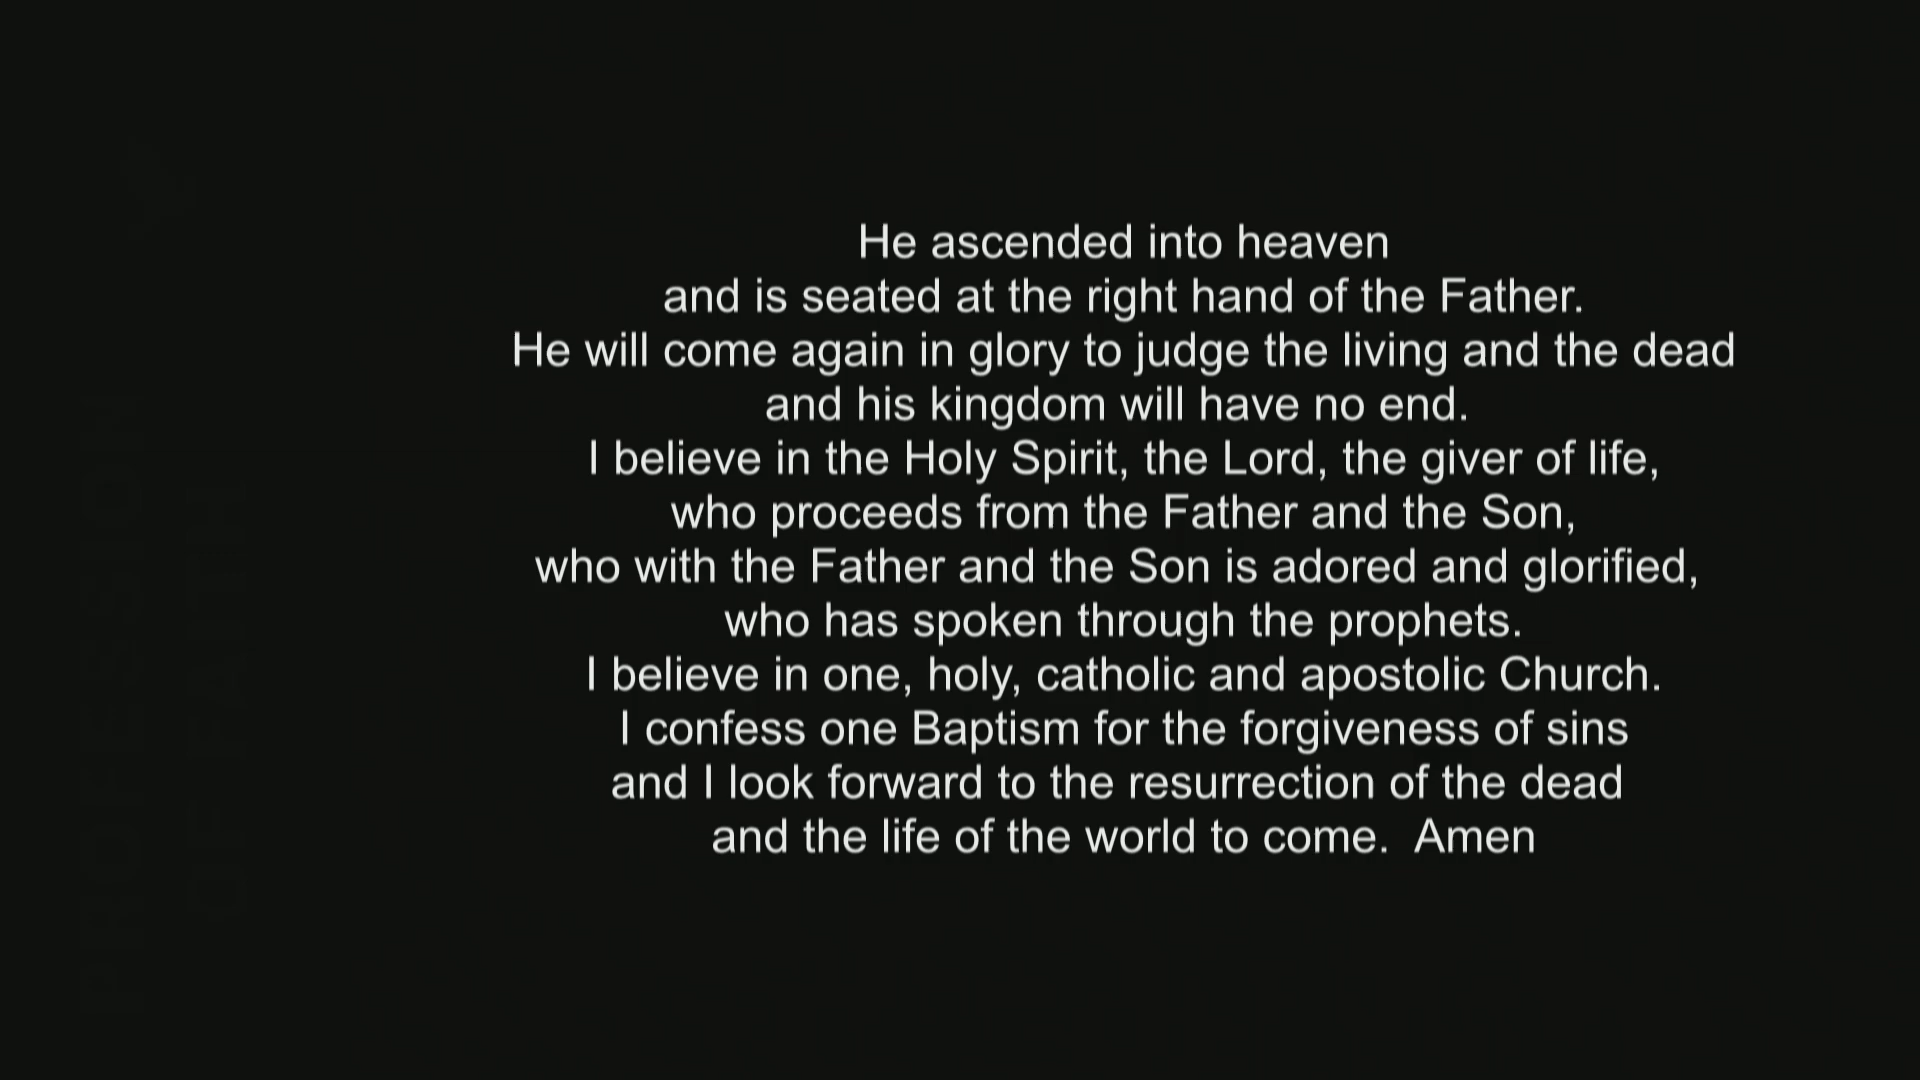 PROFESSION
OF FAITH
He ascended into heaven
and is seated at the right hand of the Father.
He will come again in glory to judge the living and the dead
and his kingdom will have no end.
I believe in the Holy Spirit, the Lord, the giver of life,
who proceeds from the Father and the Son,
who with the Father and the Son is adored and glorified,
who has spoken through the prophets.
I believe in one, holy, catholic and apostolic Church.
I confess one Baptism for the forgiveness of sins
and I look forward to the resurrection of the dead
and the life of the world to come.  Amen